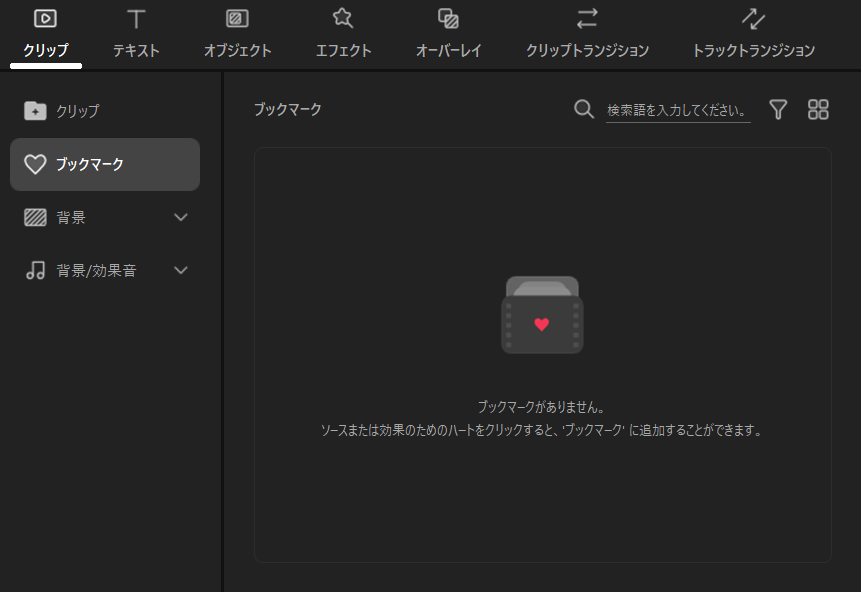 クリップ テキスト オブジェクト エフェクト オーバーレイ クリップトランジション トラックトランジション
クリップ
ブックマーク
背景
背景/効果音
ブックマーク 検索語を入力してください。
ブックマークがありません。
ソースまたは効果のためのハートをクリックすると、'ブックマーク' に追加することができます。